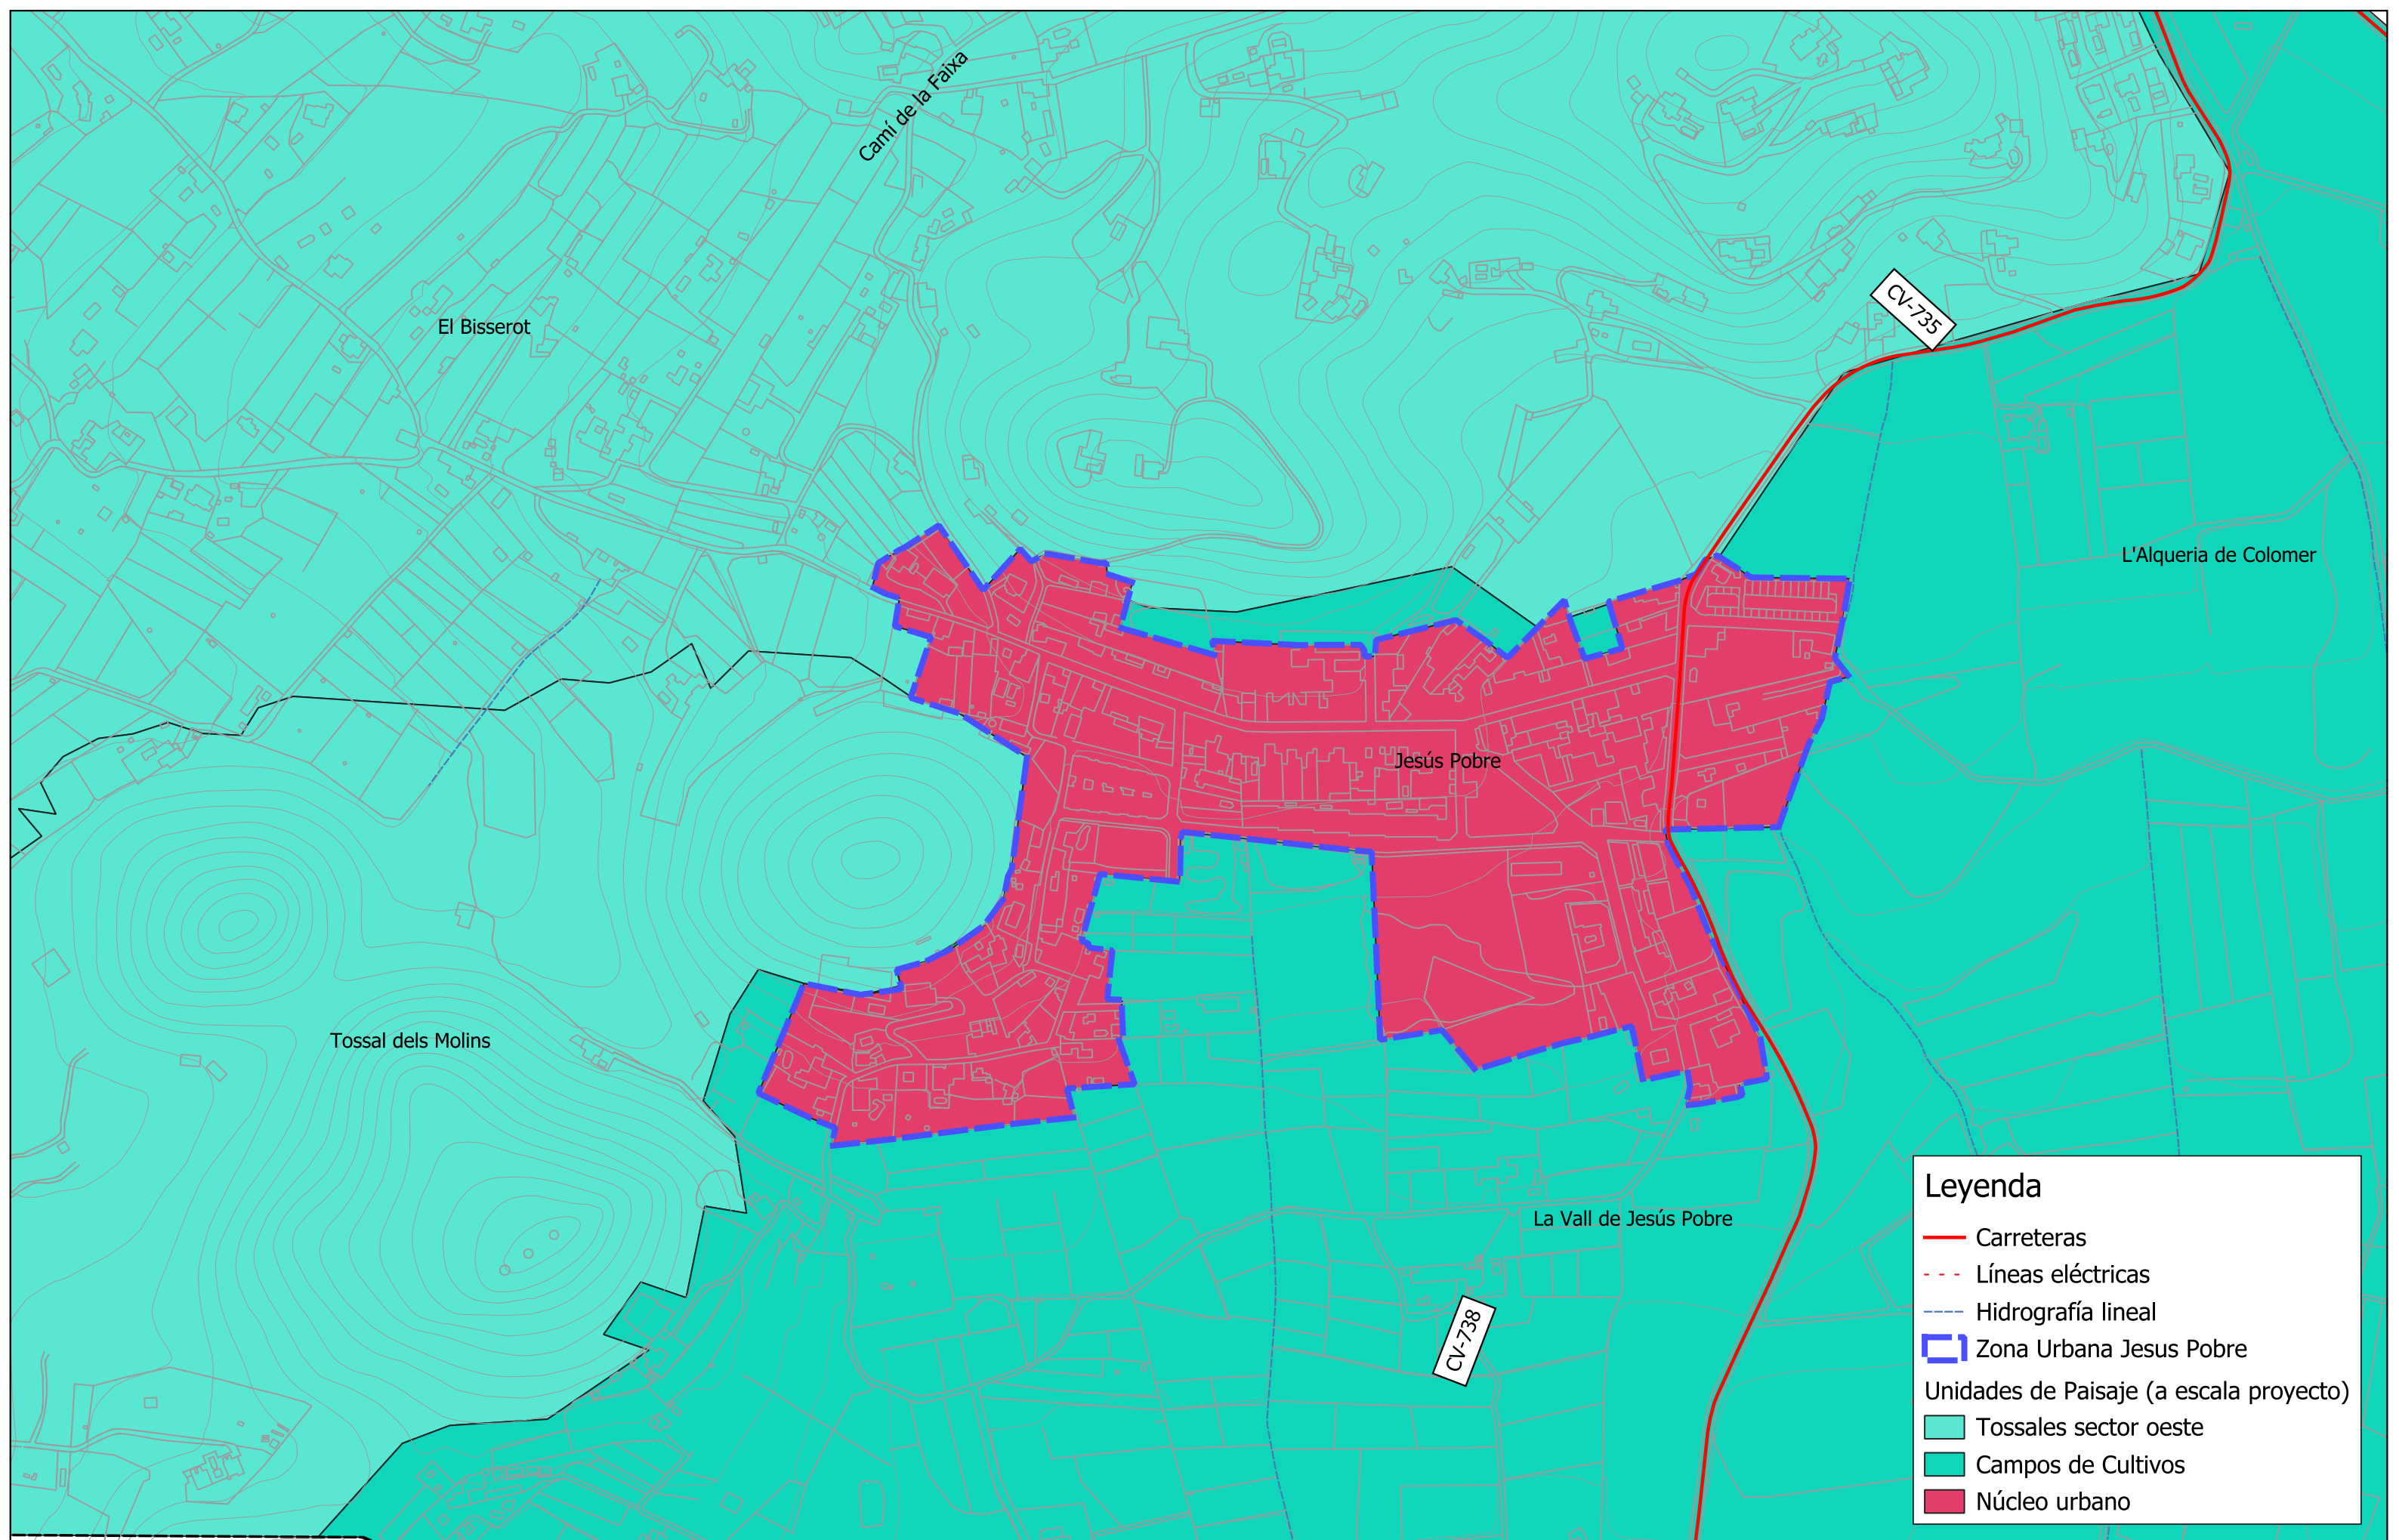 Camí de la Faixa
El Bisserot
CV-735
L'Alqueria de Colomer
Jesús Pobre
Tossal dels Molins
La Vall de Jesús Pobre
CV-738
Leyenda
Carreteras
Líneas eléctricas
Hidrografía lineal
Zona Urbana Jesus Pobre
Unidades de Paisaje (a escala proyecto)
Tossales sector oeste
Campos de Cultivos
Núcleo urbano